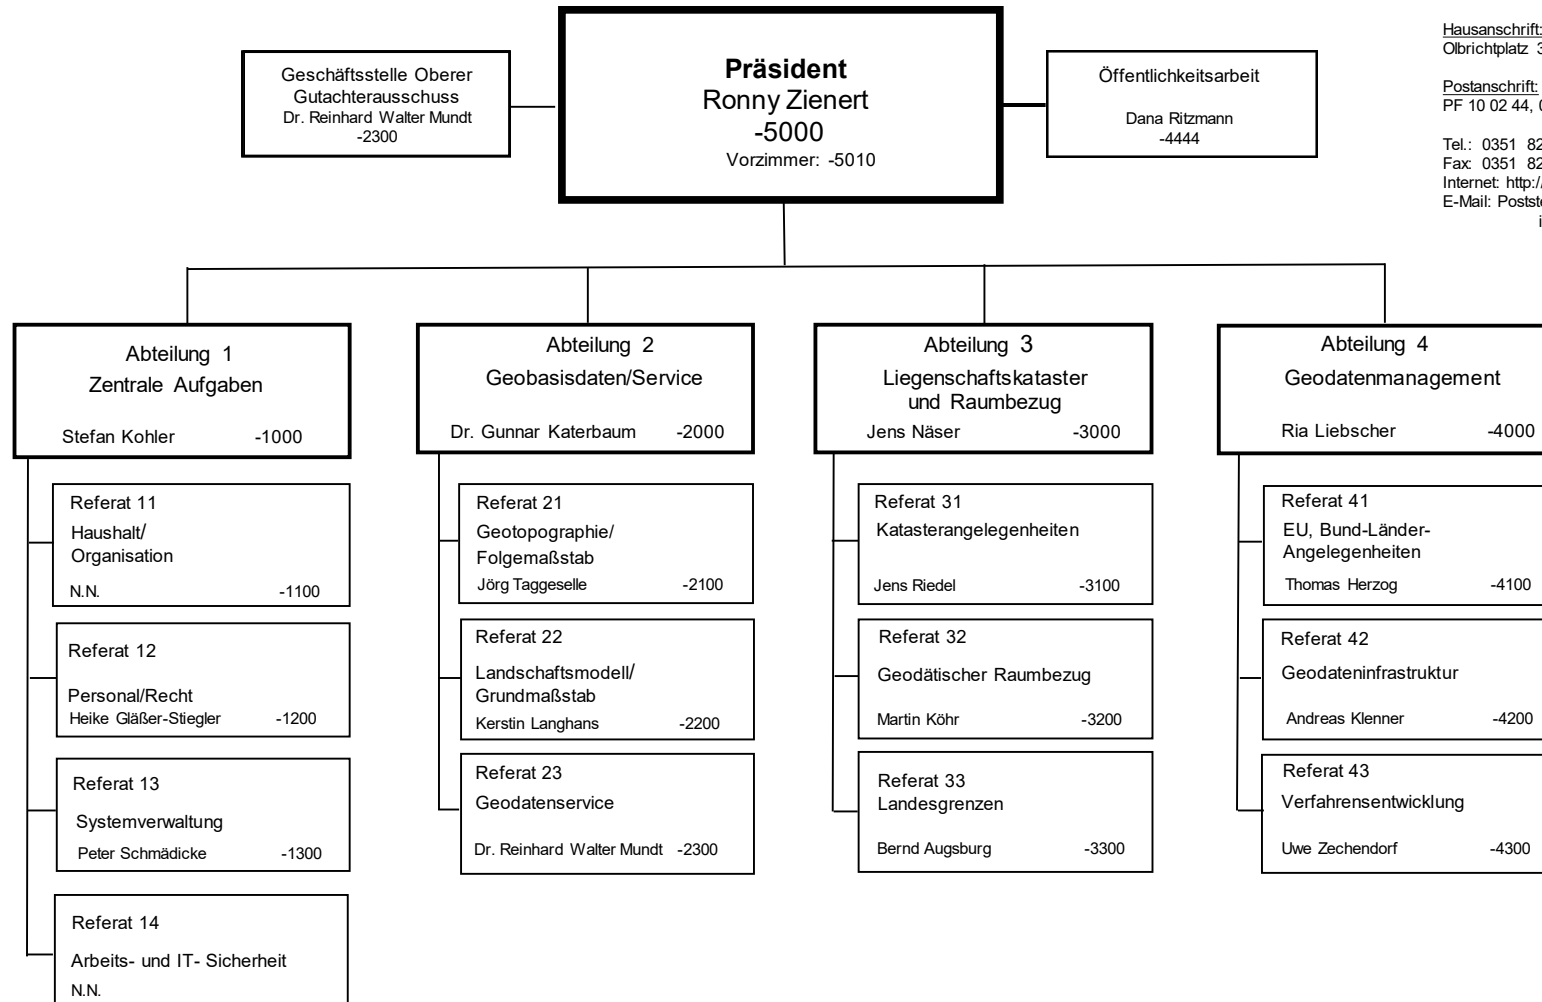 Geschäftsstelle Oberer
Gutachterausschuss
Dr. Reinhard Walter Mundt
-2300
Präsident
Ronny Zienert
-5000
Vorzimmer: -5010
Öffentlichkeitsarbeit
Dana Ritzmann
-4444
Hausanschrift:
Olbrichtplatz 3
Postanschrift:
PF 10 02 44, 0
Tel.: 0351 82
Fax: 0351 82
Internet: http:/
E-Mail: Postste
i
Abteilung 1
Zentrale Aufgaben
Stefan Kohler -1000
Referat 11
Haushalt/
Organisation
N.N. -1100
Referat 12
Personal/Recht
Heike Gläßer-Stiegler -1200
Referat 13
Systemverwaltung
Peter Schmädicke -1300
Referat 14
Arbeits- und IT- Sicherheit
N.N.
Abteilung 2
Geobasisdaten/Service
Dr. Gunnar Katerbaum -2000
Referat 21
Geotopographie/
Folgemaßstab
Jörg Taggeselle -2100
Referat 22
Landschaftsmodell/
Grundmaßstab
Kerstin Langhans -2200
Referat 23
Geodatenservice
Dr. Reinhard Walter Mundt -2300
Abteilung 3
Liegenschaftskataster
und Raumbezug
Jens Näser -3000
Referat 31
Katasterangelegenheiten
Jens Riedel -3100
Referat 32
Geodätischer Raumbezug
Martin Köhr -3200
Referat 33
Landesgrenzen
Bernd Augsburg -3300
Abteilung 4
Geodatenmanagement
Ria Liebscher -4000
Referat 41
EU, Bund-Länder-
Angelegenheiten
Thomas Herzog -4100
Referat 42
Geodateninfrastruktur
Andreas Klenner -4200
Referat 43
Verfahrensentwicklung
Uwe Zechendorf -4300